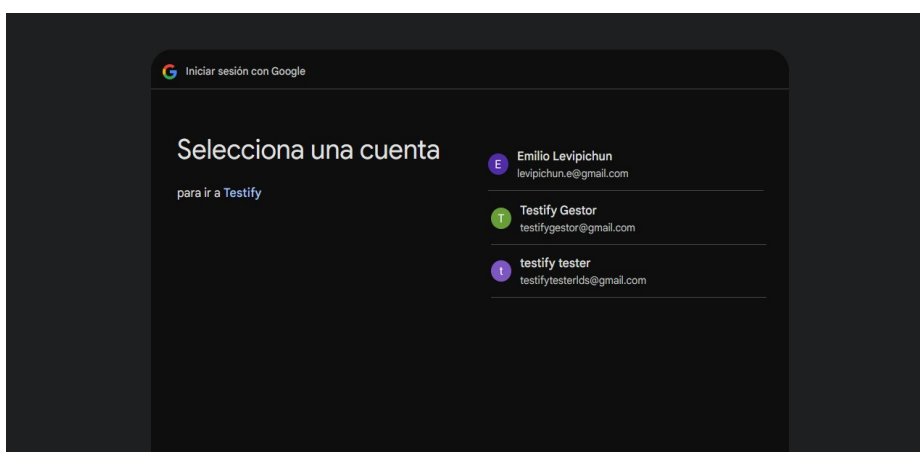 Iniciar sesión con Google
Selecciona una cuenta
para ir a Testify
E
Emilio Levipichun
levipichun.e@gmail.com
T
Testify Gestor
testifygestor@gmail.com
t
testify tester
testifytesterlds@gmail.com